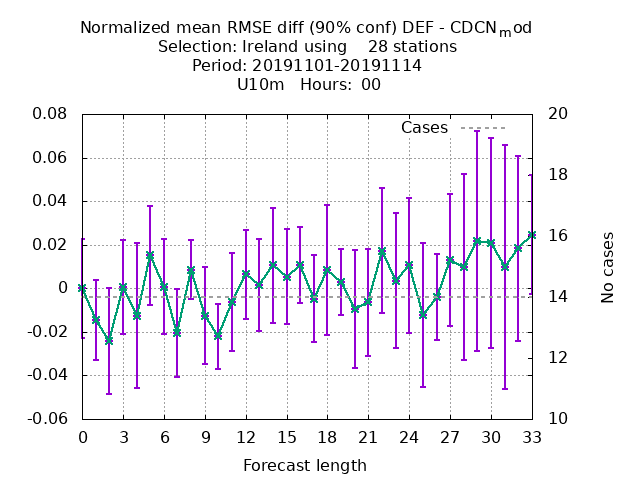 Normalized mean RMSE diff (90% conf) DEF - CDCNmod
Selection: Ireland using    28 stations
Period: 20191101-20191114
U10m   Hours:  00
Cases
0.08
0.06
0.04
0.02
0
-0.02
-0.04
-0.06
20
18
16
14
12
10
No cases
0 3 6 9 12 15 18 21 24 27 30 33
Forecast length